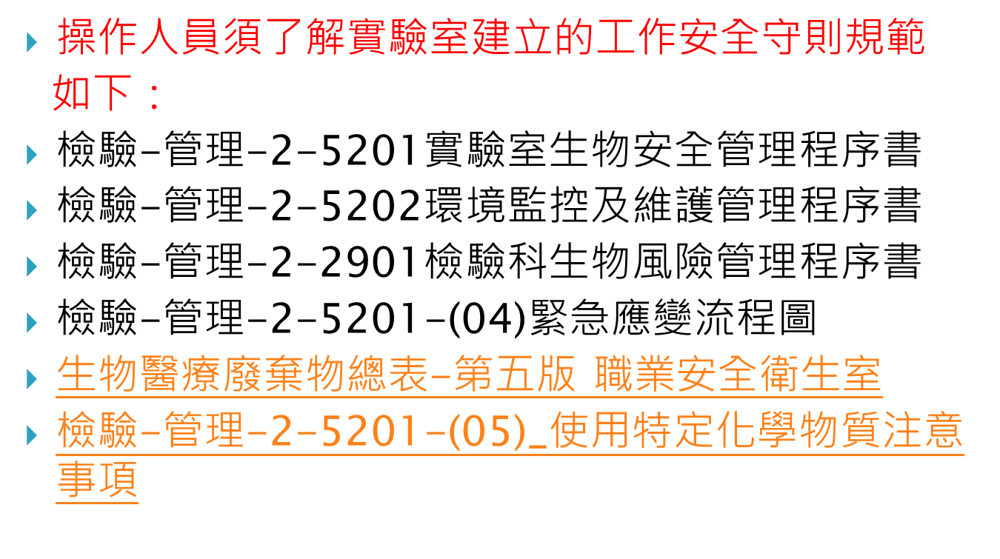 操作人員須了解實驗室建立的工作安全守則規範
如下：
檢驗-管理-2-5201實驗室生物安全管理程序書
檢驗-管理-2-5202環境監控及維護管理程序書
檢驗-管理-2-2901檢驗科生物風險管理程序書
檢驗-管理-2-5201-(04)緊急應變流程圖
生物醫療廢棄物總表-第五版 職業安全衛生室
檢驗-管理-2-5201-(05)_使用特定化學物質注意
事項